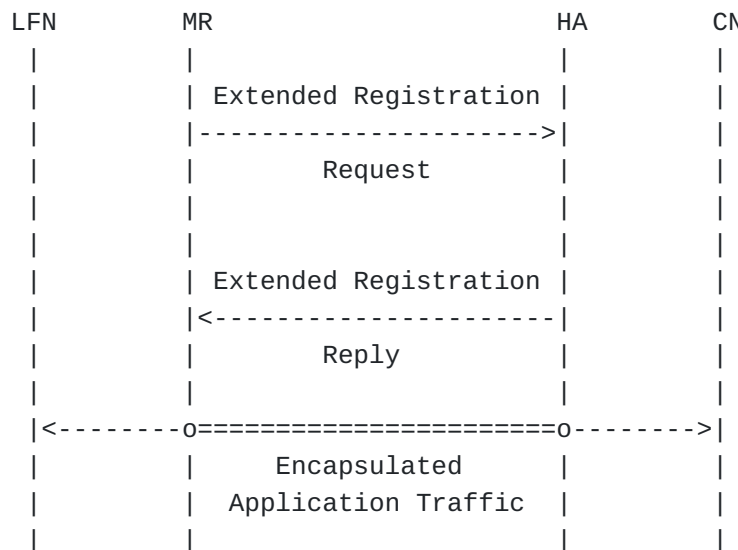 LFN MR HA CN
Extended Registration
Request
Extended Registration
Reply
Encapsulated
Application Traffic